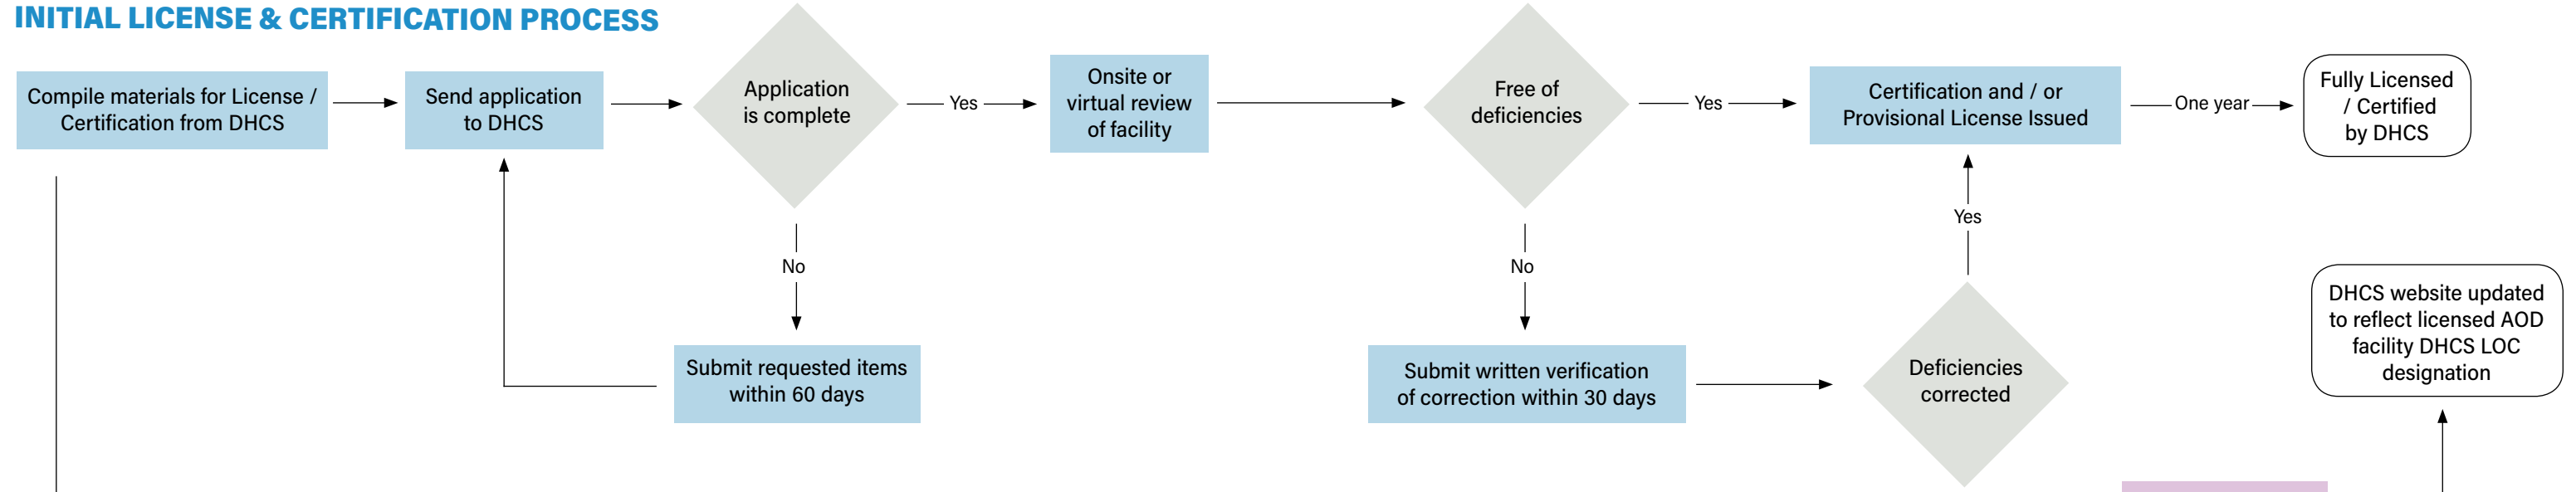 INITIAL LICENSE & CERTIFICATION PROCESS
Compile materials for License /
Certification from DHCS
Send application
to DHCS
Application
is complete
Yes
Onsite or
virtual review
of facility
Free of
deficiencies
Yes
Certification and / or
Provisional License Issued
One year
Fully Licensed
/ Certified
by DHCS
No
No
Yes
Submit requested items
within 60 days
Submit written verification
of correction within 30 days
Deficiencies
corrected
DHCS website updated
to reflect licensed AOD
facility DHCS LOC
designation